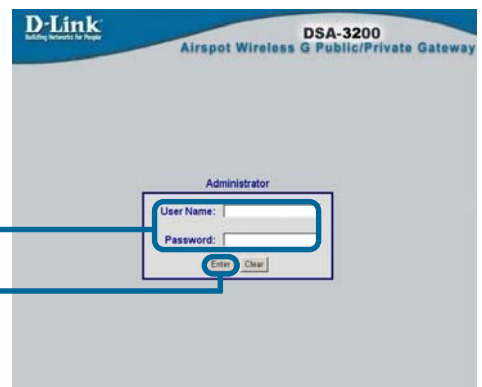 D-Link
Building Networks for People
DSA-3200
Airspot Wireless G Public/Private Gateway
Administrator
User Name:
Password:
Enter Clear